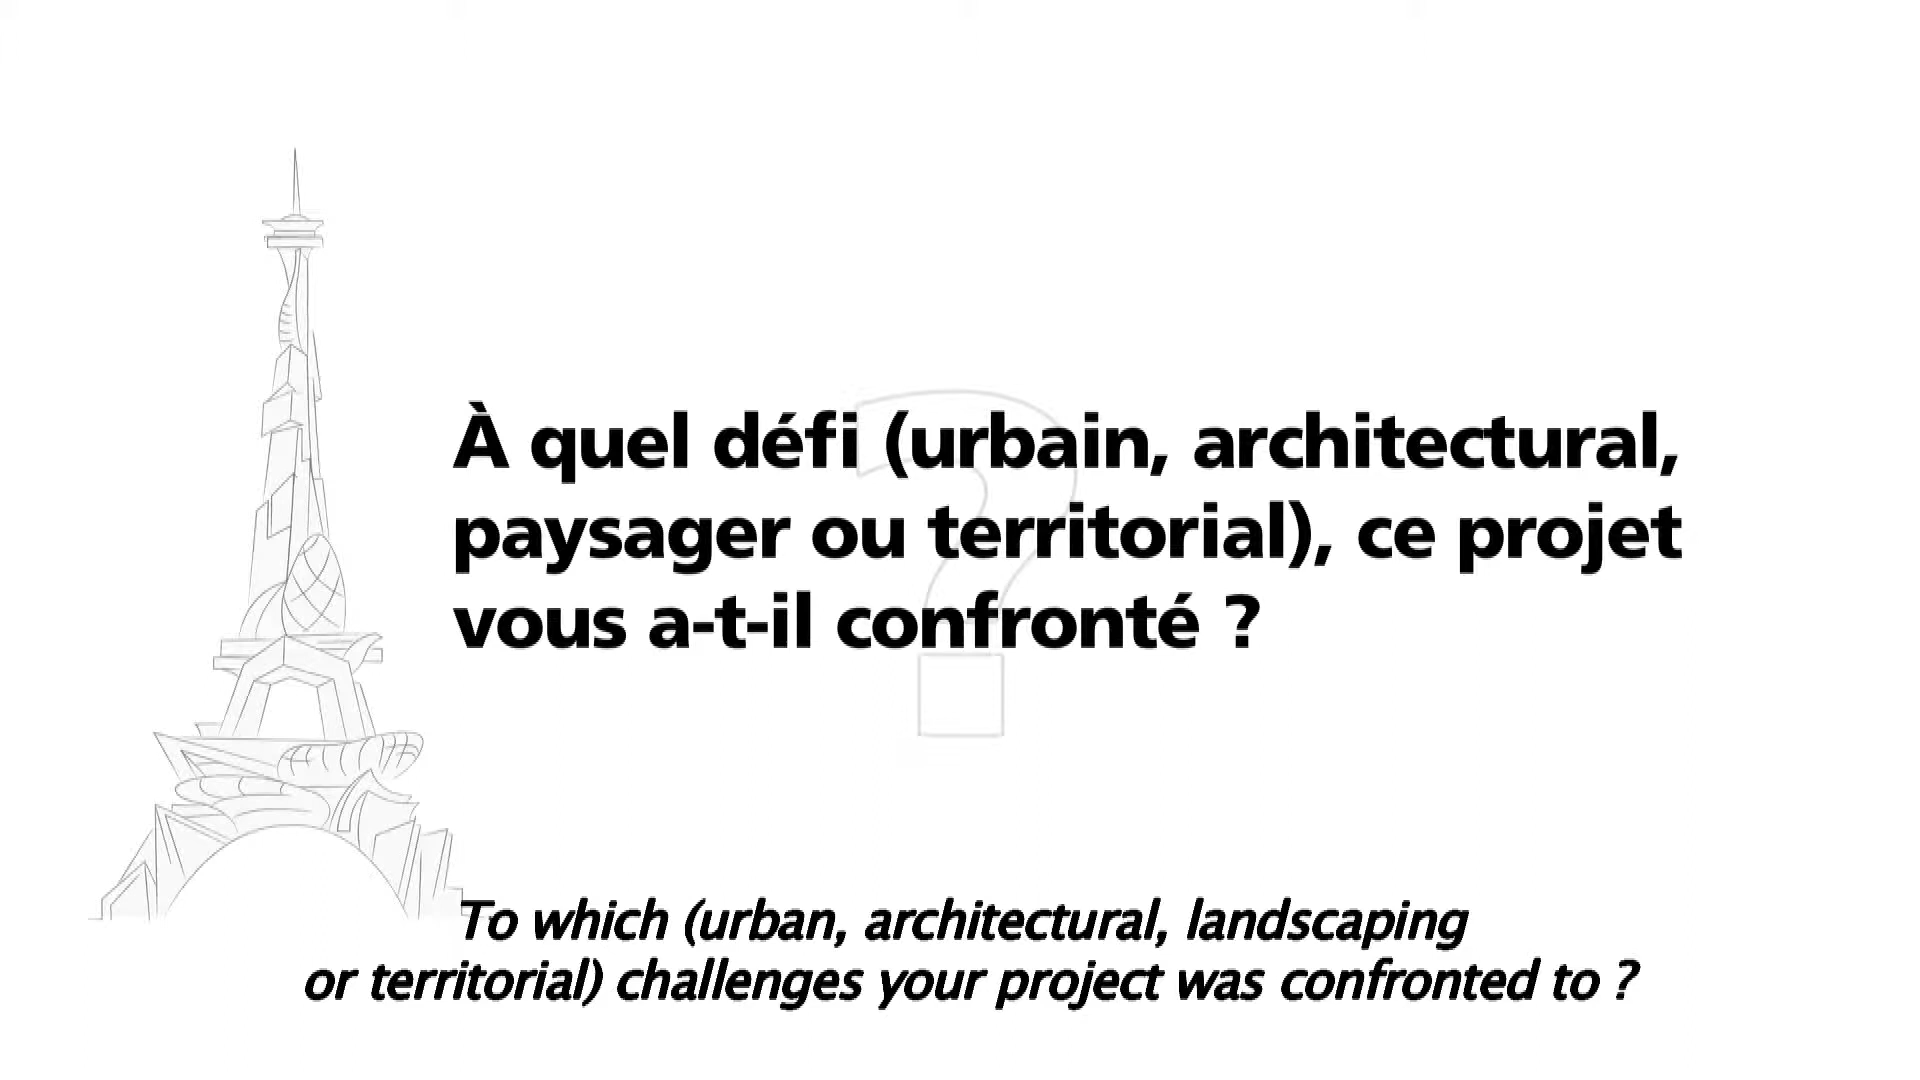 À quel défi (urbain, architectural,
paysager ou territorial), ce projet
vous a-t-il confronté ?
To which (urban, architectural, landscaping
or territorial) challenges your project was confronted to ?